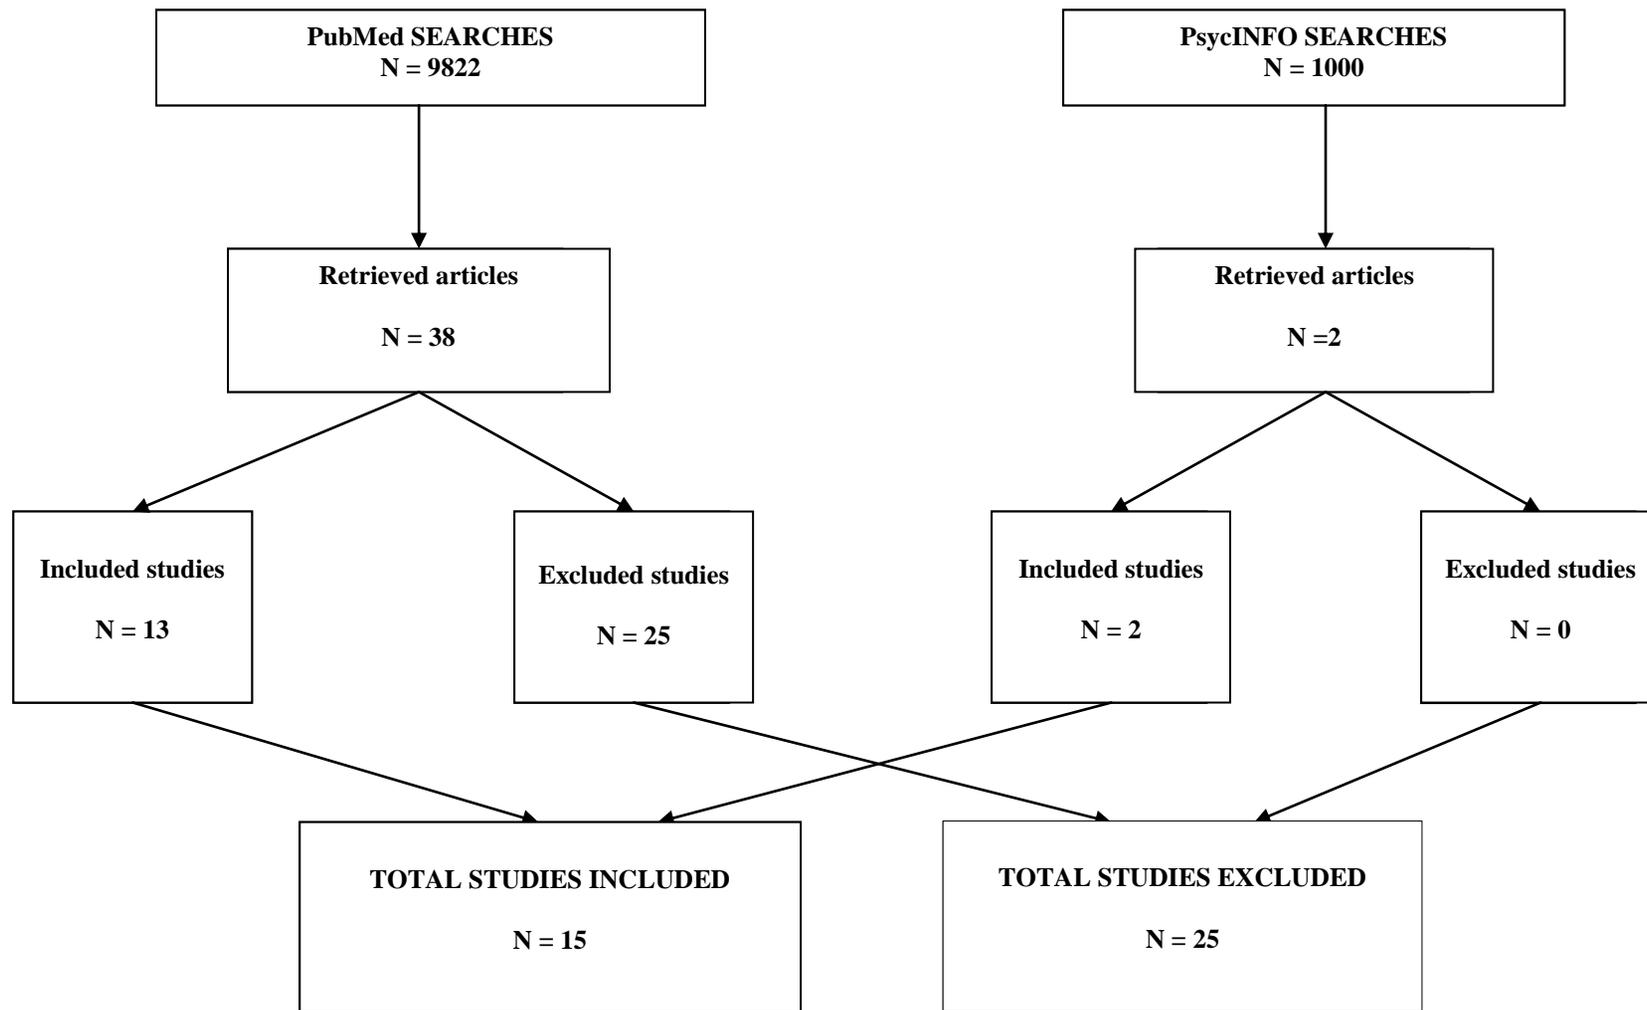 PubMed SEARCHES
N = 9822
PsycINFO SEARCHES
N = 1000
Retrieved articles
N = 38
Retrieved articles
N =2
Included studies
N = 13
Excluded studies
N = 25
Included studies
N = 2
Excluded studies
N = 0
TOTAL STUDIES INCLUDED
N = 15
TOTAL STUDIES EXCLUDED
N = 25